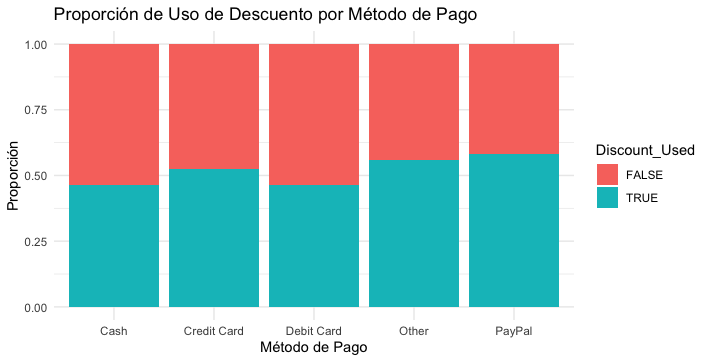 Proporción de Uso de Descuento por Método de Pago
Proporción
1.00
0.75
0.50
0.25
0.00
Cash
Credit Card
Debit Card
Other
PayPal
Método de Pago
Discount_Used
FALSE
TRUE